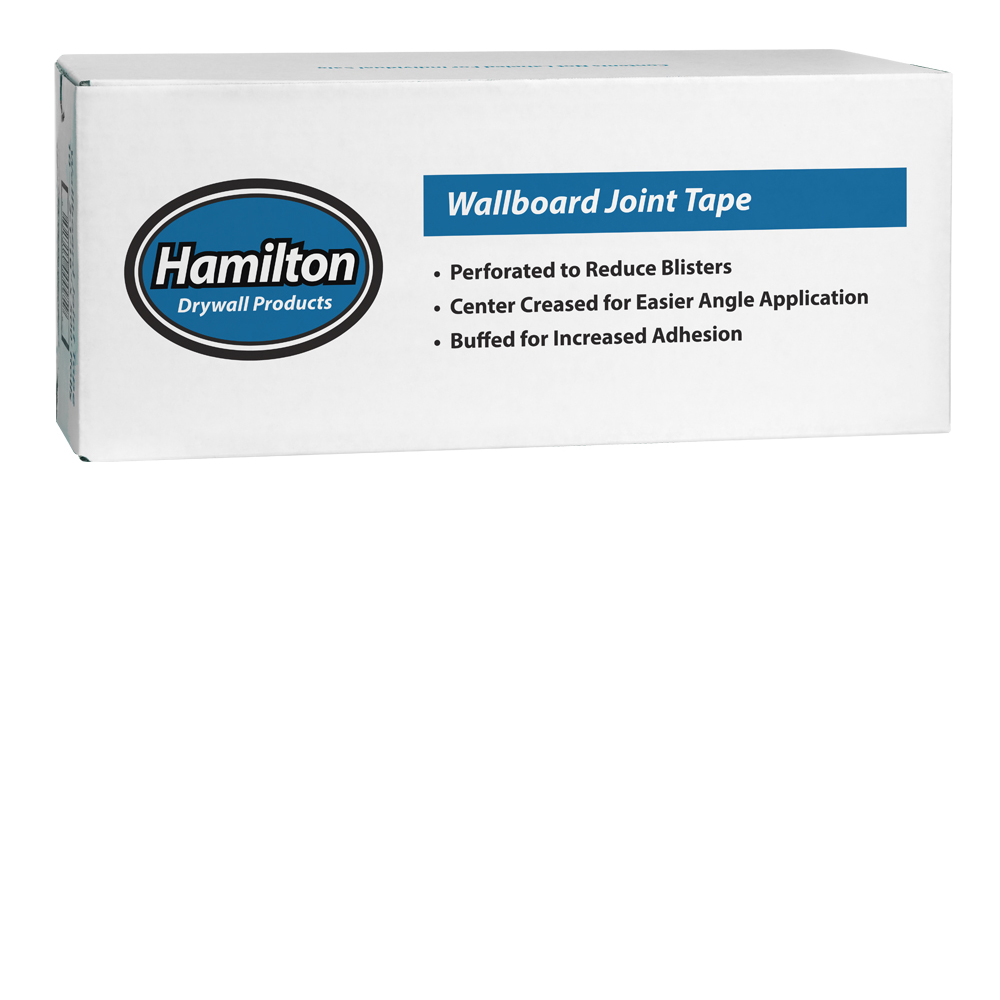 Wallboard Joint Tape
Hamilton
Drywall Products
• Perforated to Reduce Blisters
• Center Creased for Easier Angle Application
• Buffed for Increased Adhesion